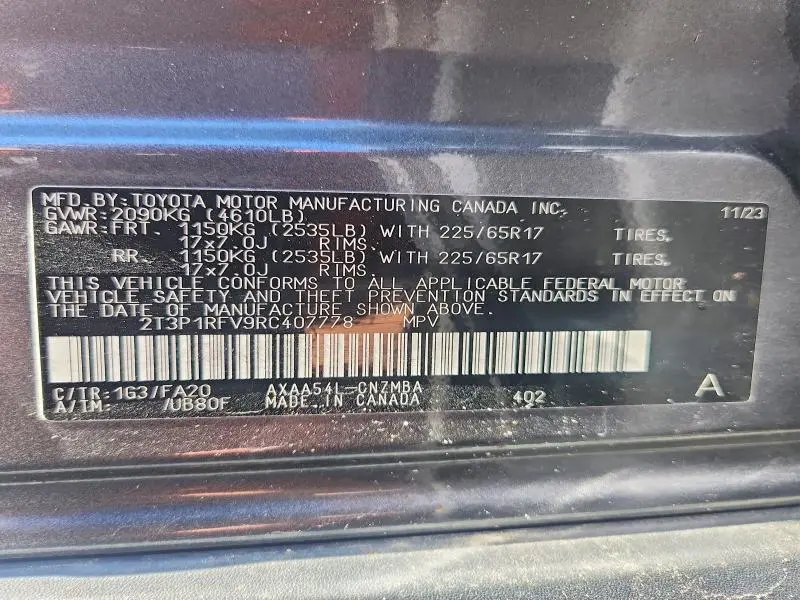 MFD.BY:TOYOTA MOTOR MANUFACTURING CANADA INC. 11/23
GVWR:2090KG (4610LB)
GAWR:FRT. 1150KG (2535LB) WITH 225/65R17 TIRES,
17x7.0J RIMS.
RR. 1150KG (2535LB) WITH 225/65R17 TIRES,
17x7.0J RIMS.
THIS VEHICLE CONFORMS TO ALL APPLICABLE FEDERAL MOTOR
VEHICLE SAFETY AND THEFT PREVENTION STANDARDS IN EFFECT ON
THE DATE OF MANUFACTURE SHOWN ABOVE.
2T3P1RFV9RC407778 MPV
C/TR:1G3/FA20 AXAA54L-CNZMBA A
A/TM: /UB80F MADE IN CANADA 402